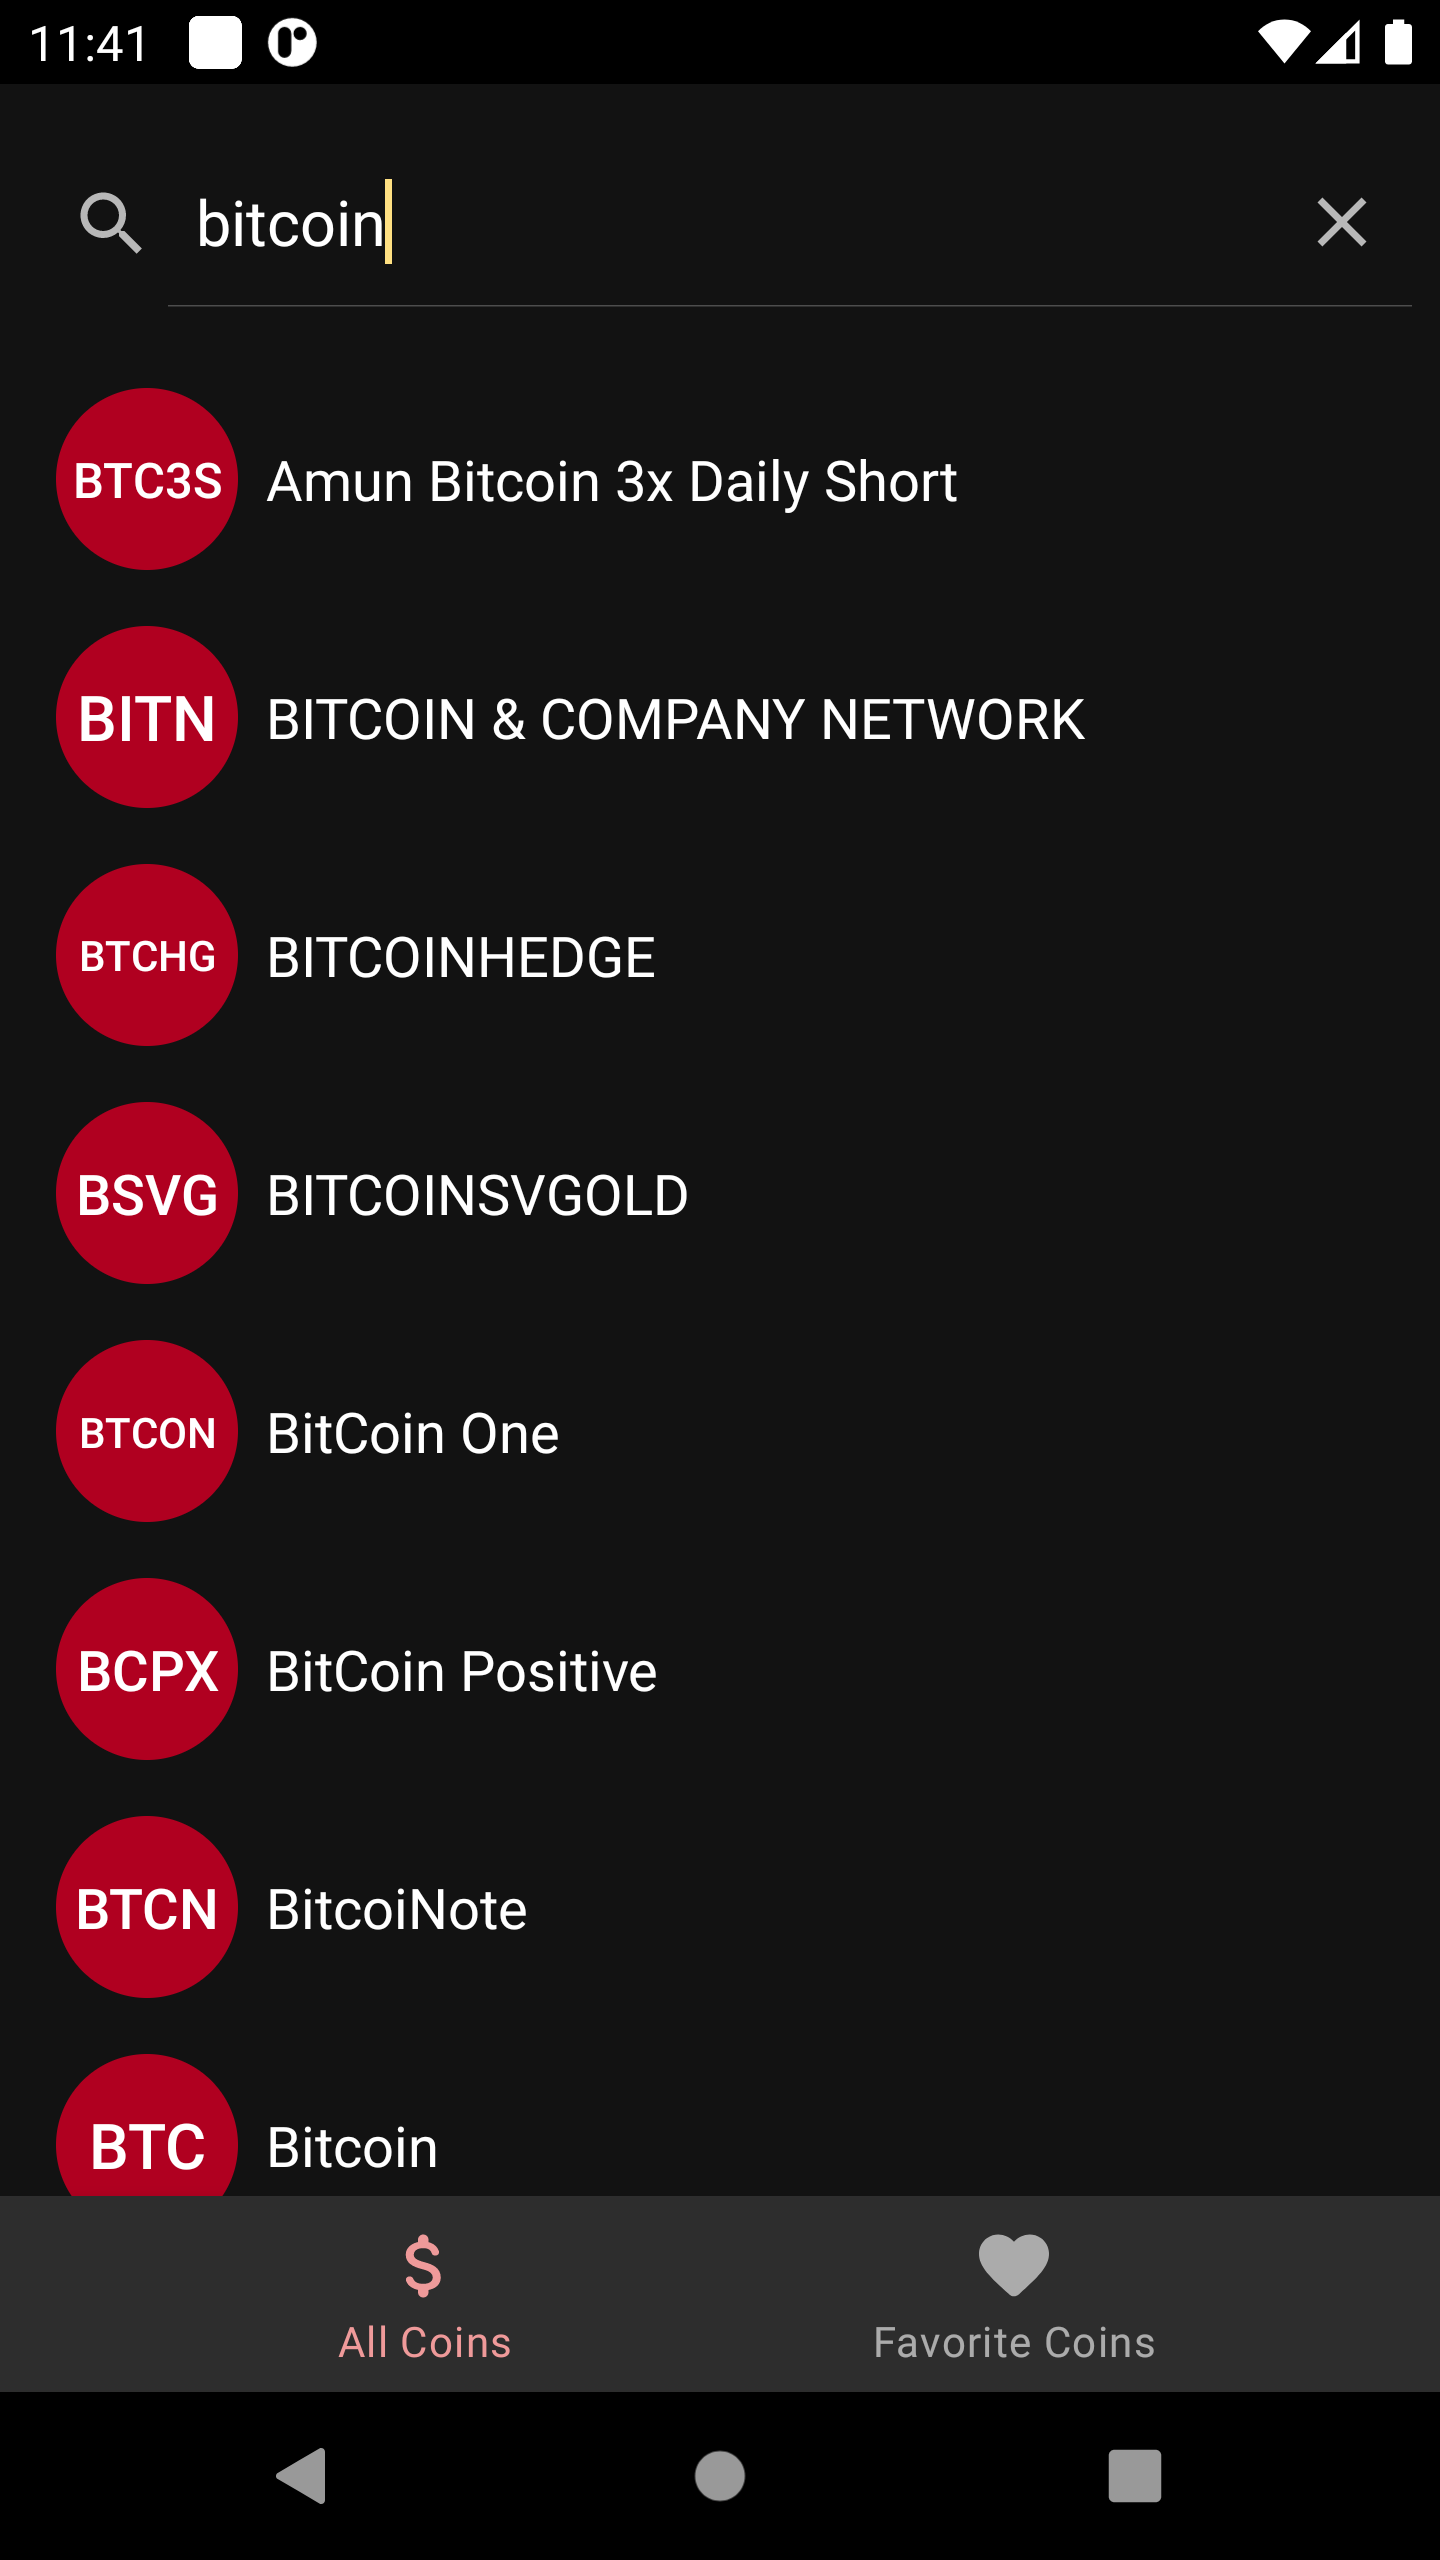 11:41
bitcoin
BTC3S Amun Bitcoin 3x Daily Short
BITN BITCOIN & COMPANY NETWORK
BTCHG BITCOINHEDGE
BSVG BITCOINSVGOLD
BTCON BitCoin One
BCPX BitCoin Positive
BTCN BitcoiNote
BTC Bitcoin
All Coins Favorite Coins